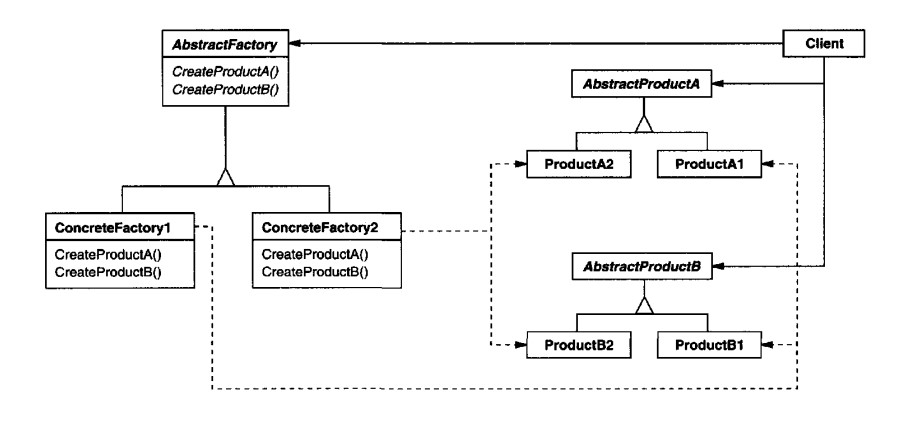 AbstractFactory
CreateProductA()
CreateProductB()
Client
AbstractProductA
ProductA2
ProductA1
ConcreteFactory1
CreateProductA()
CreateProductB()
ConcreteFactory2
CreateProductA()
CreateProductB()
AbstractProductB
ProductB2
ProductB1